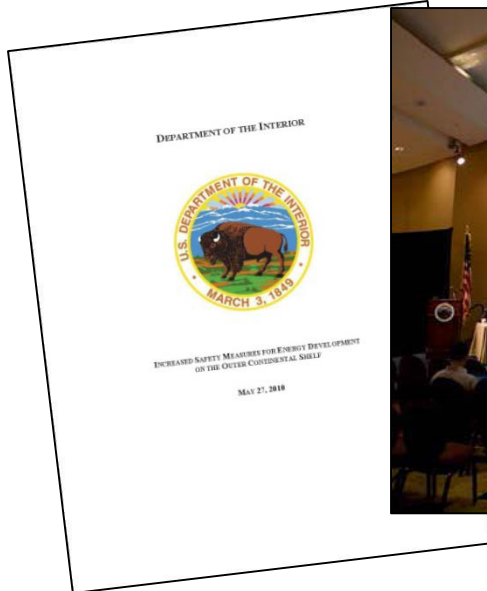 DEPARTMENT OF THE INTERIOR
U.S. DEPARTMENT OF THE INTERIOR
MARCH 3, 1849
INCREASED SAFETY MEASURES FOR ENERGY DEVELOPMENT
ON THE OUTER CONTINENTAL SHELF
MAY 27, 2010